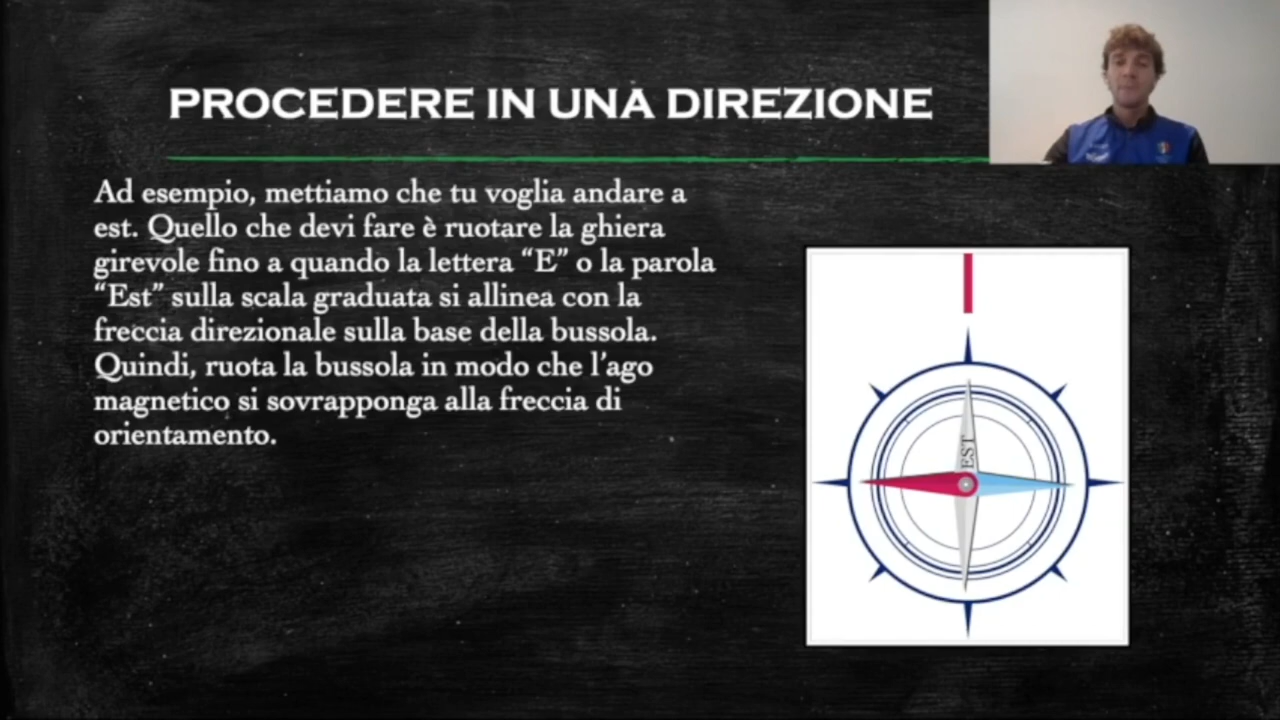 PROCEDERE IN UNA DIREZIONE
Ad esempio, mettiamo che tu voglia andare a
est. Quello che devi fare è ruotare la ghiera
girevole fino a quando la lettera “E” o la parola
“Est” sulla scala graduata si allinea con la
freccia direzionale sulla base della bussola.
Quindi, ruota la bussola in modo che l’ago
magnetico si sovrapponga alla freccia di
orientamento.
EST